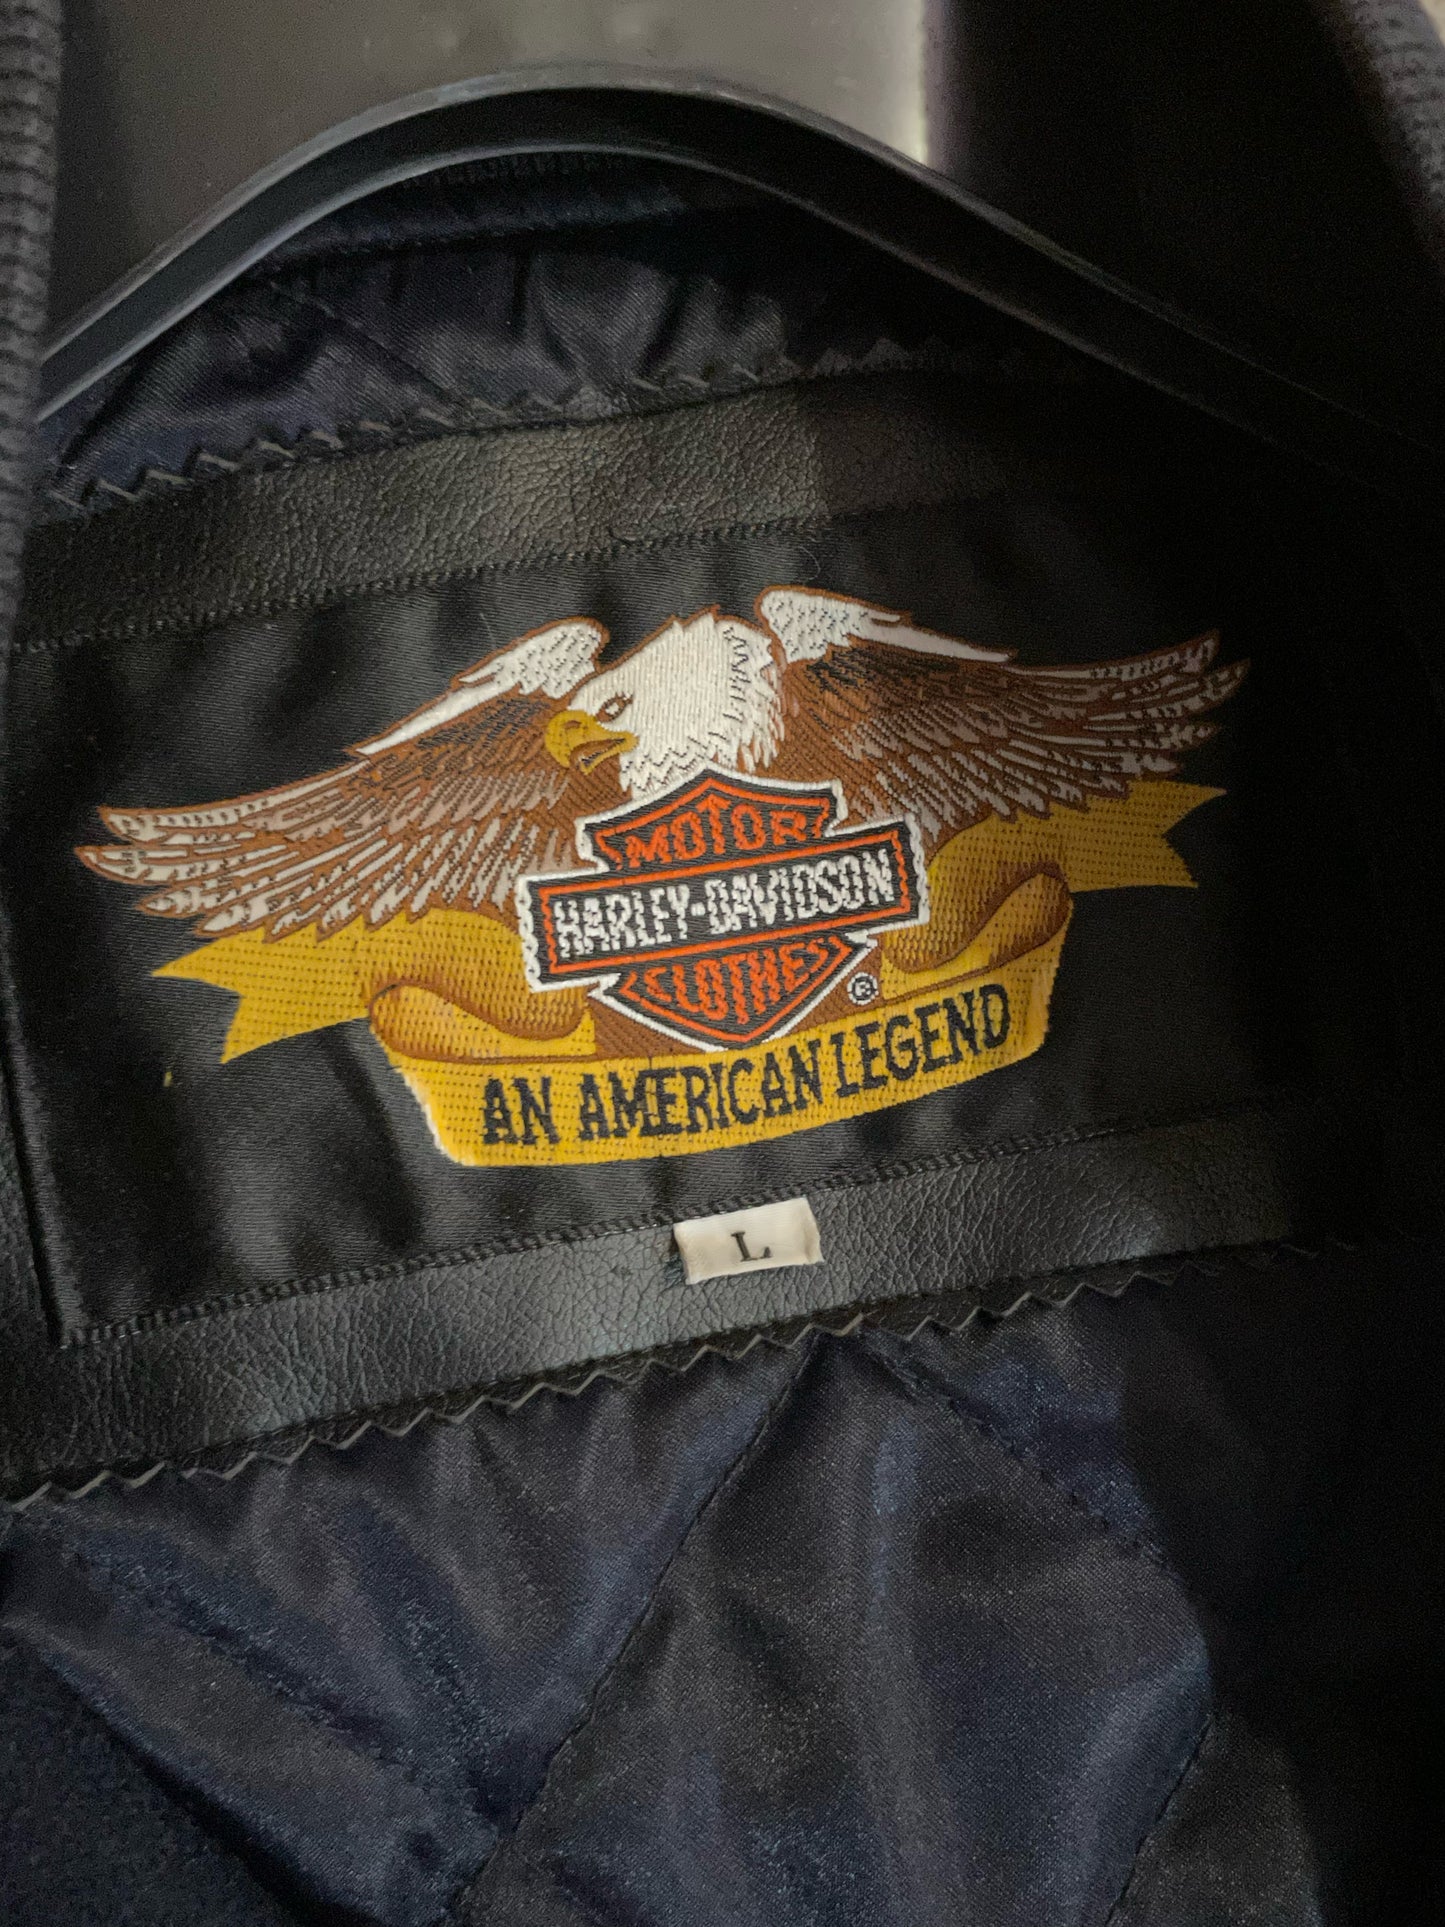 MOTOR
HARLEY-DAVIDSON
CLOTHES
®
AN AMERICAN LEGEND
L